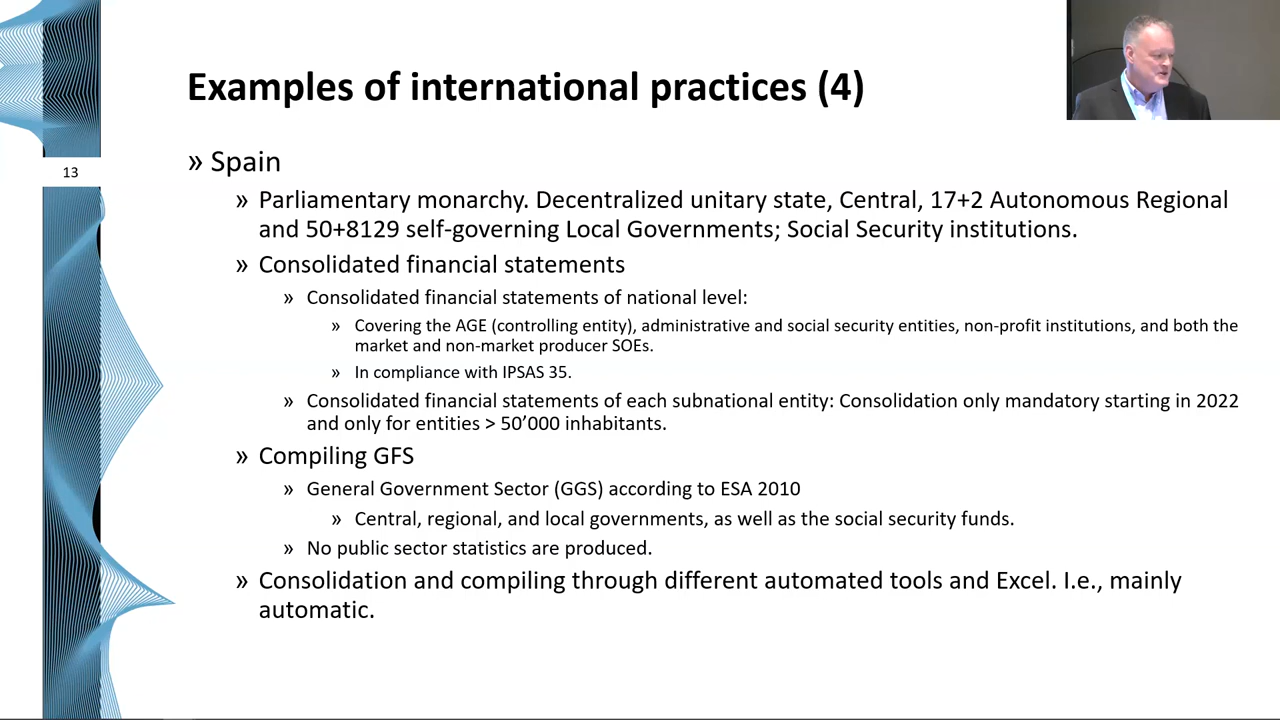 Examples of international practices (4)
13
» Spain
» Parliamentary monarchy. Decentralized unitary state, Central, 17+2 Autonomous Regional
and 50+8129 self-governing Local Governments; Social Security institutions.
» Consolidated financial statements
» Consolidated financial statements of national level:
» Covering the AGE (controlling entity), administrative and social security entities, non-profit institutions, and both the
market and non-market producer SOEs.
» In compliance with IPSAS 35.
» Consolidated financial statements of each subnational entity: Consolidation only mandatory starting in 2022
and only for entities > 50’000 inhabitants.
» Compiling GFS
» General Government Sector (GGS) according to ESA 2010
» Central, regional, and local governments, as well as the social security funds.
» No public sector statistics are produced.
» Consolidation and compiling through different automated tools and Excel. I.e., mainly
automatic.